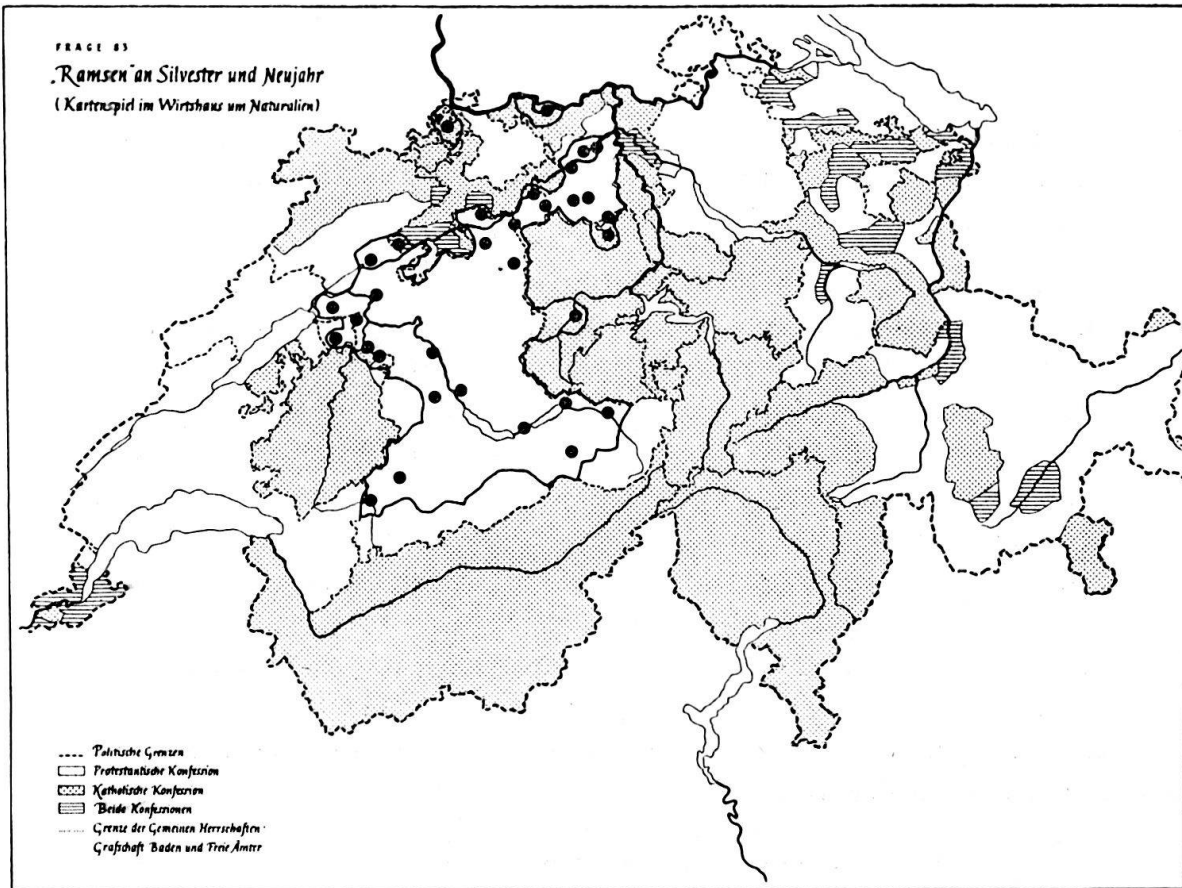 FRAGE 83
„Ramsen" an Silvester und Neujahr
(Kartenspiel im Wirtshaus um Naturalien)
Politische Grenzen
Protestantische Konfession
Katholische Konfession
Beide Konfessionen
Grenze der Gemeinen Herrschaften
Grafschaft Baden und Freie Ämter